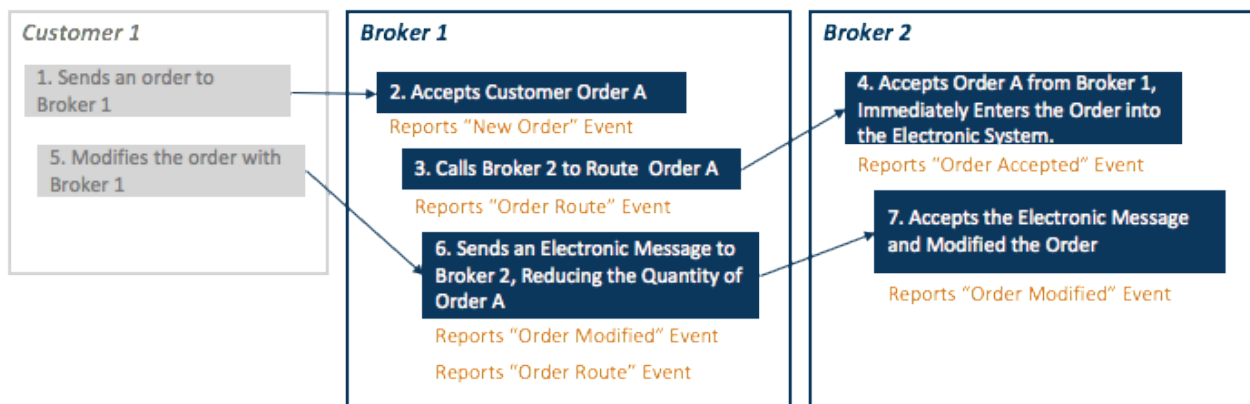 Customer 1
1. Sends an order to
Broker 1
5. Modifies the order with
Broker 1
Broker 1
2. Accepts Customer Order A
Reports “New Order” Event
3. Calls Broker 2 to Route Order A
Reports “Order Route” Event
6. Sends an Electronic Message to
Broker 2, Reducing the Quantity of
Order A
Reports “Order Modified” Event
Reports “Order Route” Event
Broker 2
4. Accepts Order A from Broker 1,
Immediately Enters the Order into
the Electronic System.
Reports “Order Accepted” Event
7. Accepts the Electronic Message
and Modified the Order
Reports “Order Modified” Event